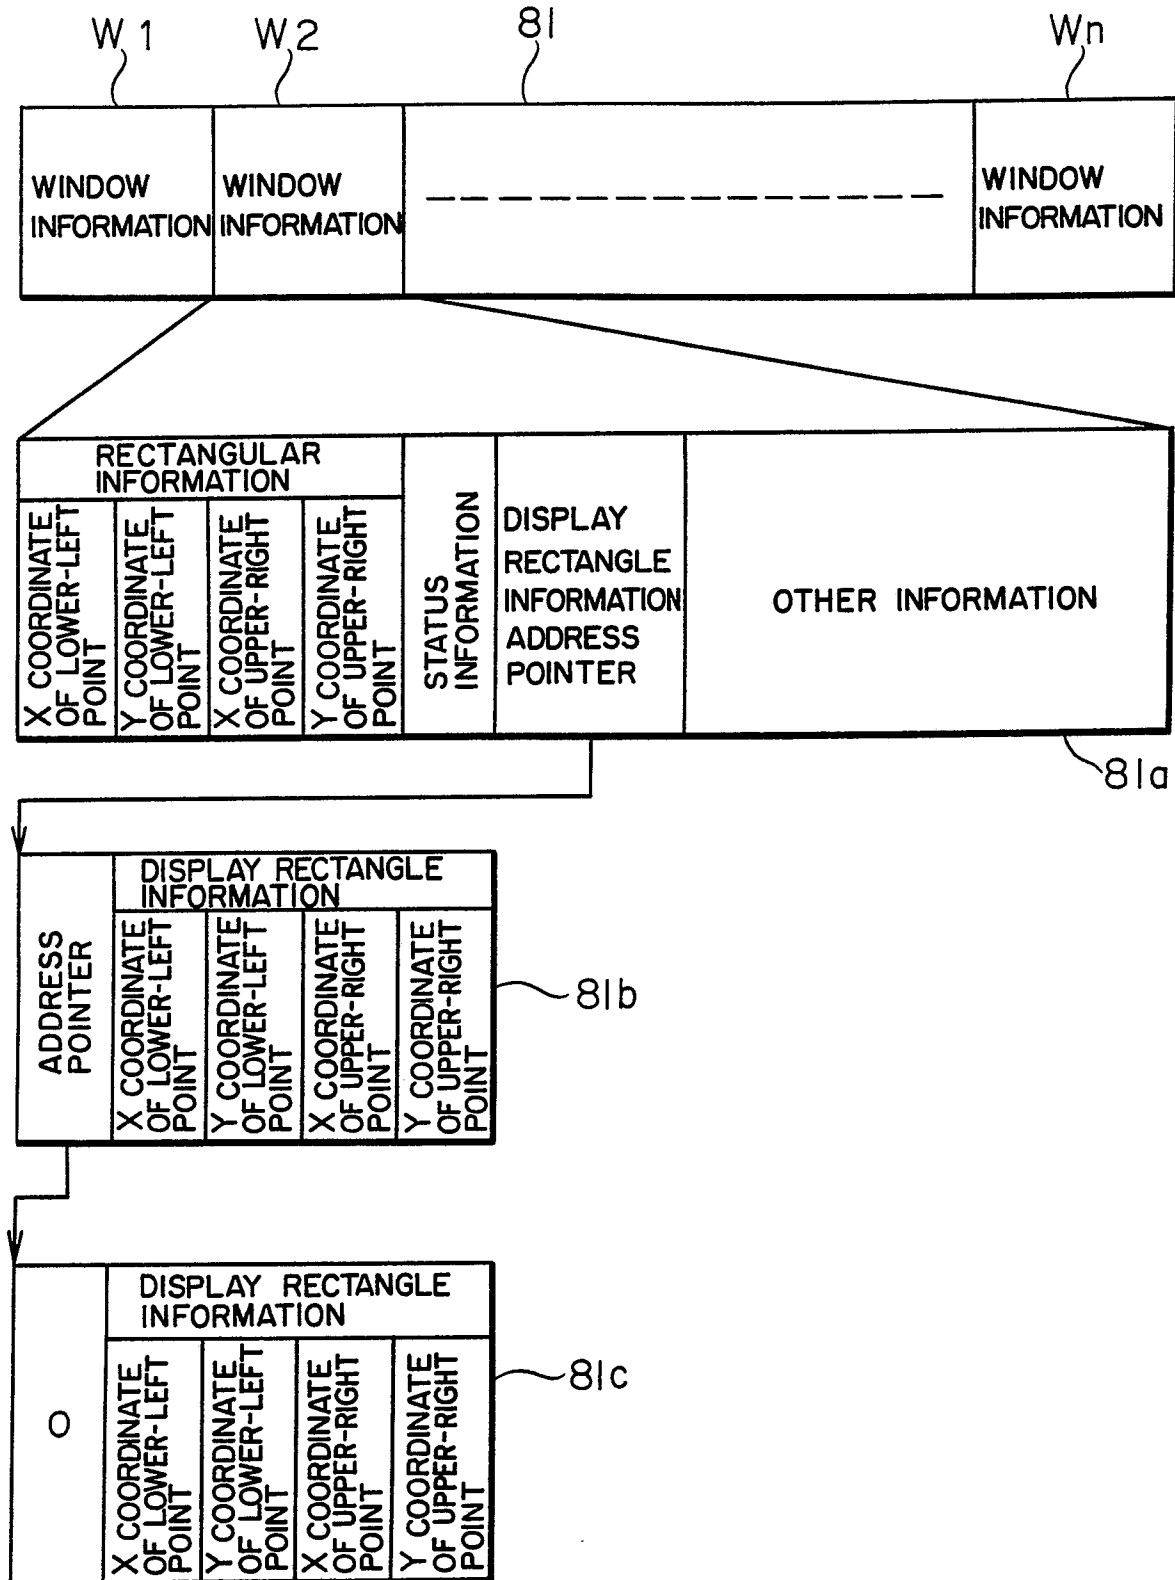 W1 W2 81 Wn
WINDOW
INFORMATION
WINDOW
INFORMATION
WINDOW
INFORMATION
RECTANGULAR
INFORMATION
X COORDINATE
OF LOWER-LEFT
POINT
Y COORDINATE
OF LOWER-LEFT
POINT
X COORDINATE
OF UPPER-RIGHT
POINT
Y COORDINATE
OF UPPER-RIGHT
POINT
STATUS
INFORMATION
DISPLAY
RECTANGLE
INFORMATION
ADDRESS
POINTER
OTHER INFORMATION
81a
ADDRESS
POINTER
DISPLAY RECTANGLE
INFORMATION
X COORDINATE
OF LOWER-LEFT
POINT
Y COORDINATE
OF LOWER-LEFT
POINT
X COORDINATE
OF UPPER-RIGHT
POINT
Y COORDINATE
OF UPPER-RIGHT
POINT
81b
0
DISPLAY RECTANGLE
INFORMATION
X COORDINATE
OF LOWER-LEFT
POINT
Y COORDINATE
OF LOWER-LEFT
POINT
X COORDINATE
OF UPPER-RIGHT
POINT
Y COORDINATE
OF UPPER-RIGHT
POINT
81c